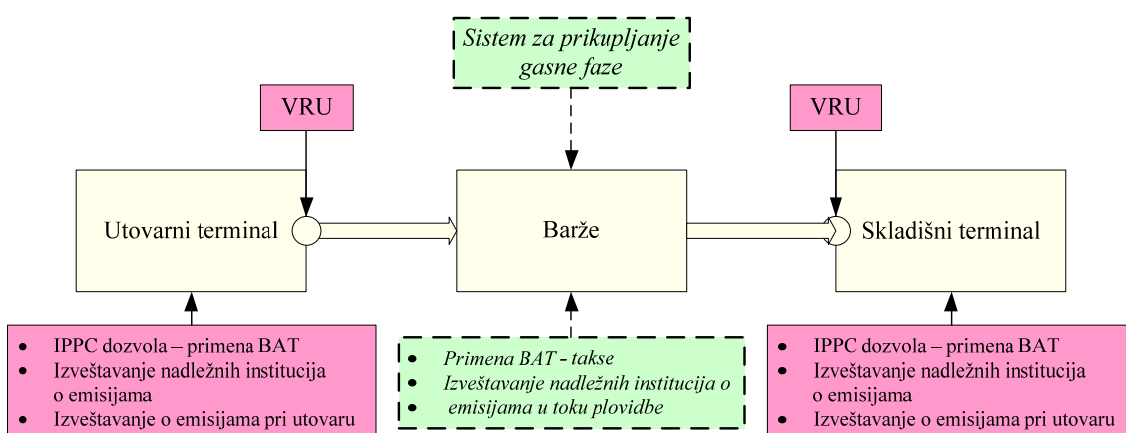 Sistem za prikupljanje
gasne faze
VRU
VRU
Utovarni terminal
Barže
Skladišni terminal
• IPPC dozvola – primena BAT
• Izveštavanje nadležnih institucija
o emisijama
• Izveštavanje o emisijama pri utovaru
• Primena BAT - takse
• Izveštavanje nadležnih institucija o
• emisijama u toku plovidbe
• IPPC dozvola – primena BAT
• Izveštavanje nadležnih institucija
o emisijama
• Izveštavanje o emisijama pri utovaru